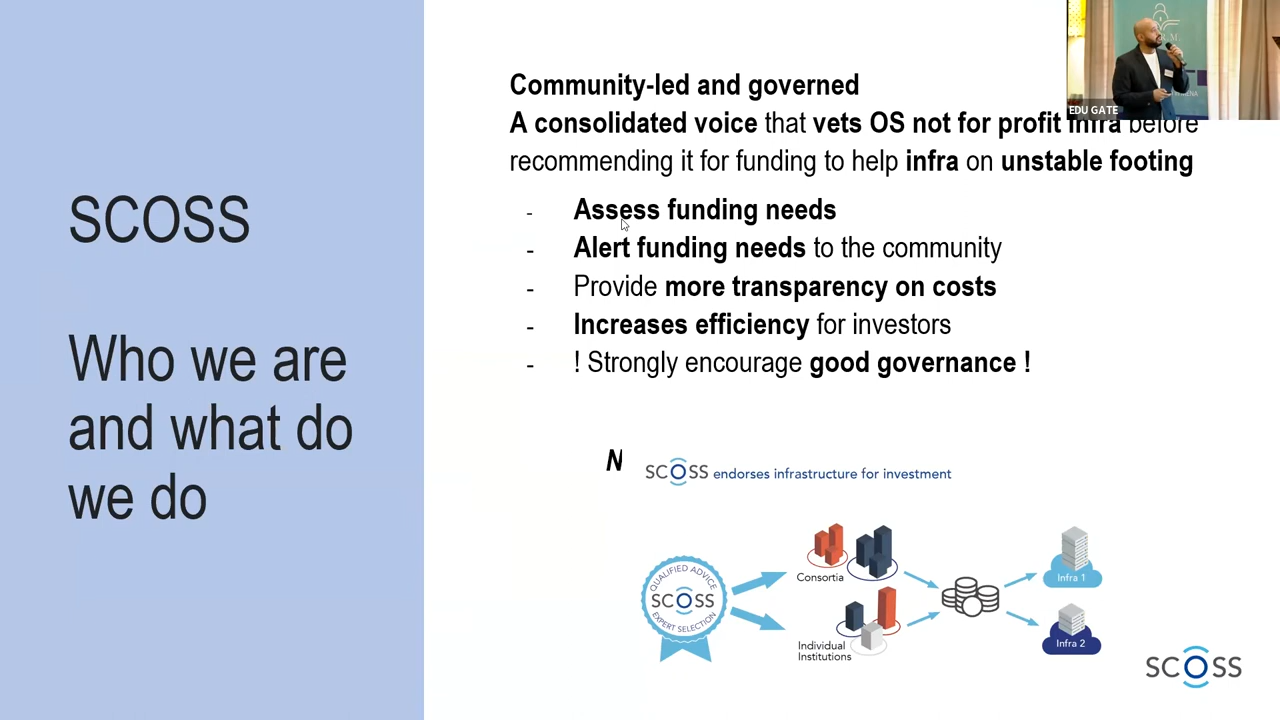 SCOSS
Who we are
and what do
we do
Community-led and governed
A consolidated voice that vets OS not for profit infra before
recommending it for funding to help infra on unstable footing
- Assess funding needs
- Alert funding needs to the community
- Provide more transparency on costs
- Increases efficiency for investors
- ! Strongly encourage good governance !
N
SCOSS endorses infrastructure for investment
QUALIFIED ADVICE
SCOSS
EXPERT SELECTION
Consortia
Individual
Institutions
Infra 1
Infra 2
SCOSS
EDU GATE